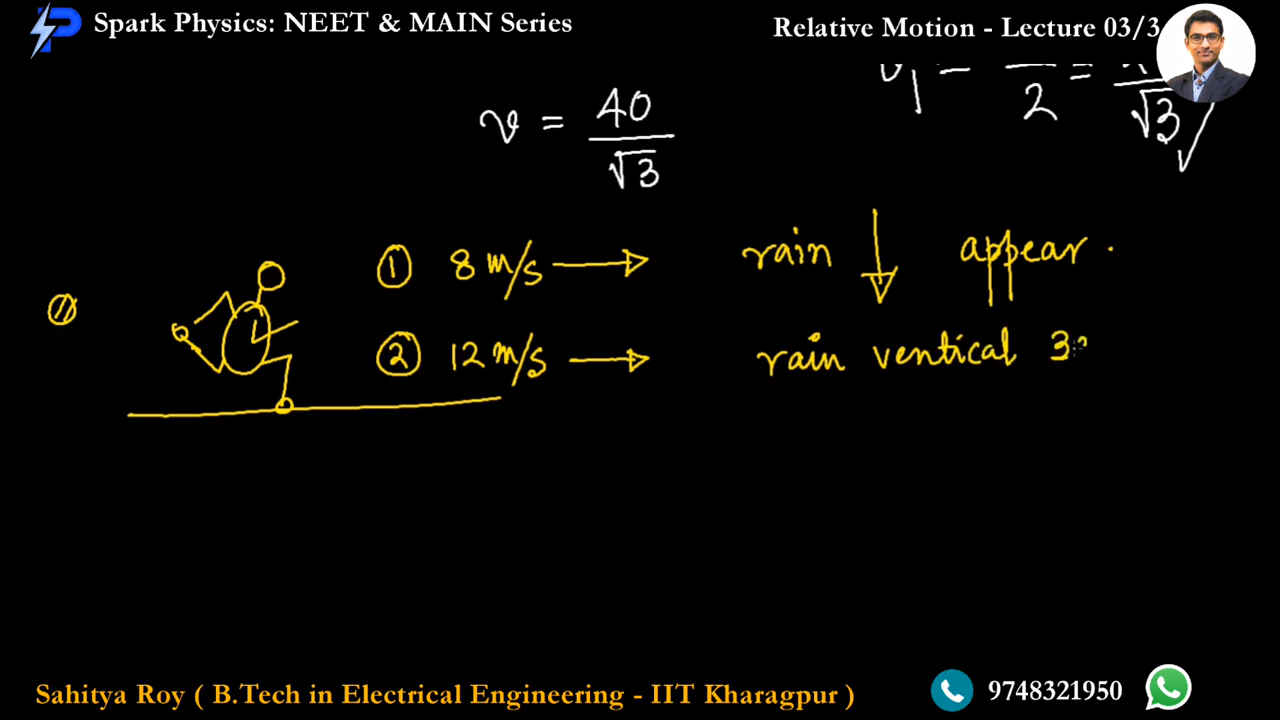 Spark Physics: NEET & MAIN Series
Relative Motion - Lecture 03/3
v = 40/√3
2 = √3
① 8 m/s → rain ↓ appear.
② 12 m/s → rain ventical 3
Sahitya Roy ( B.Tech in Electrical Engineering - IIT Kharagpur )
9748321950